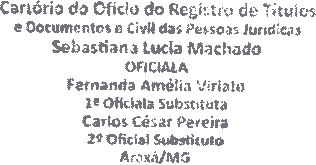 Cartório do Ofício do Registro de Títulos
e Documentos e Civil das Pessoas Jurídicas
Sebastiana Lucia Machado
OFICIALA
Fernanda Amélia Viriato
1ª Oficiala Substituta
Carlos César Pereira
2º Oficial Substituto
Araxá/MG